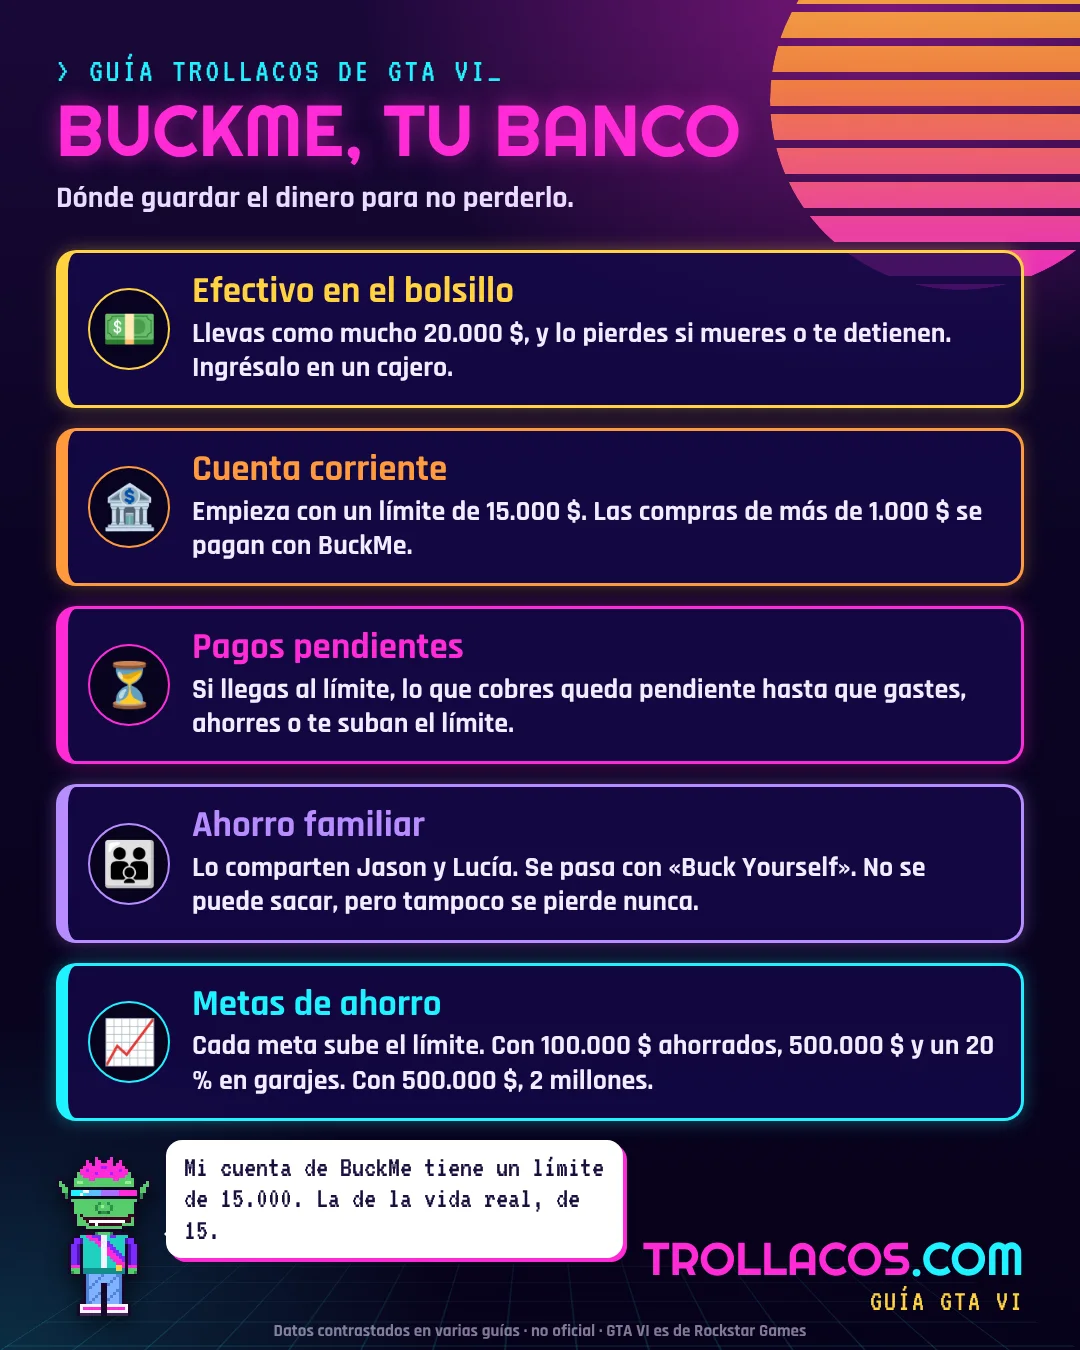 › GUÍA TROLLACOS DE GTA VI_
BUCKME, TU BANCO
Dónde guardar el dinero para no perderlo.
Efectivo en el bolsillo
Llevas como mucho 20.000 $, y lo pierdes si mueres o te detienen.
Ingrésalo en un cajero.
Cuenta corriente
Empieza con un límite de 15.000 $. Las compras de más de 1.000 $ se
pagan con BuckMe.
Pagos pendientes
Si llegas al límite, lo que cobres queda pendiente hasta que gastes,
ahorres o te suban el límite.
Ahorro familiar
Lo comparten Jason y Lucía. Se pasa con «Buck Yourself». No se
puede sacar, pero tampoco se pierde nunca.
Metas de ahorro
Cada meta sube el límite. Con 100.000 $ ahorrados, 500.000 $ y un 20
% en garajes. Con 500.000 $, 2 millones.
Mi cuenta de BuckMe tiene un límite
de 15.000. La de la vida real, de
15.
TROLLACOS.COM
GUÍA GTA VI
Datos contrastados en varias guías · no oficial · GTA VI es de Rockstar Games